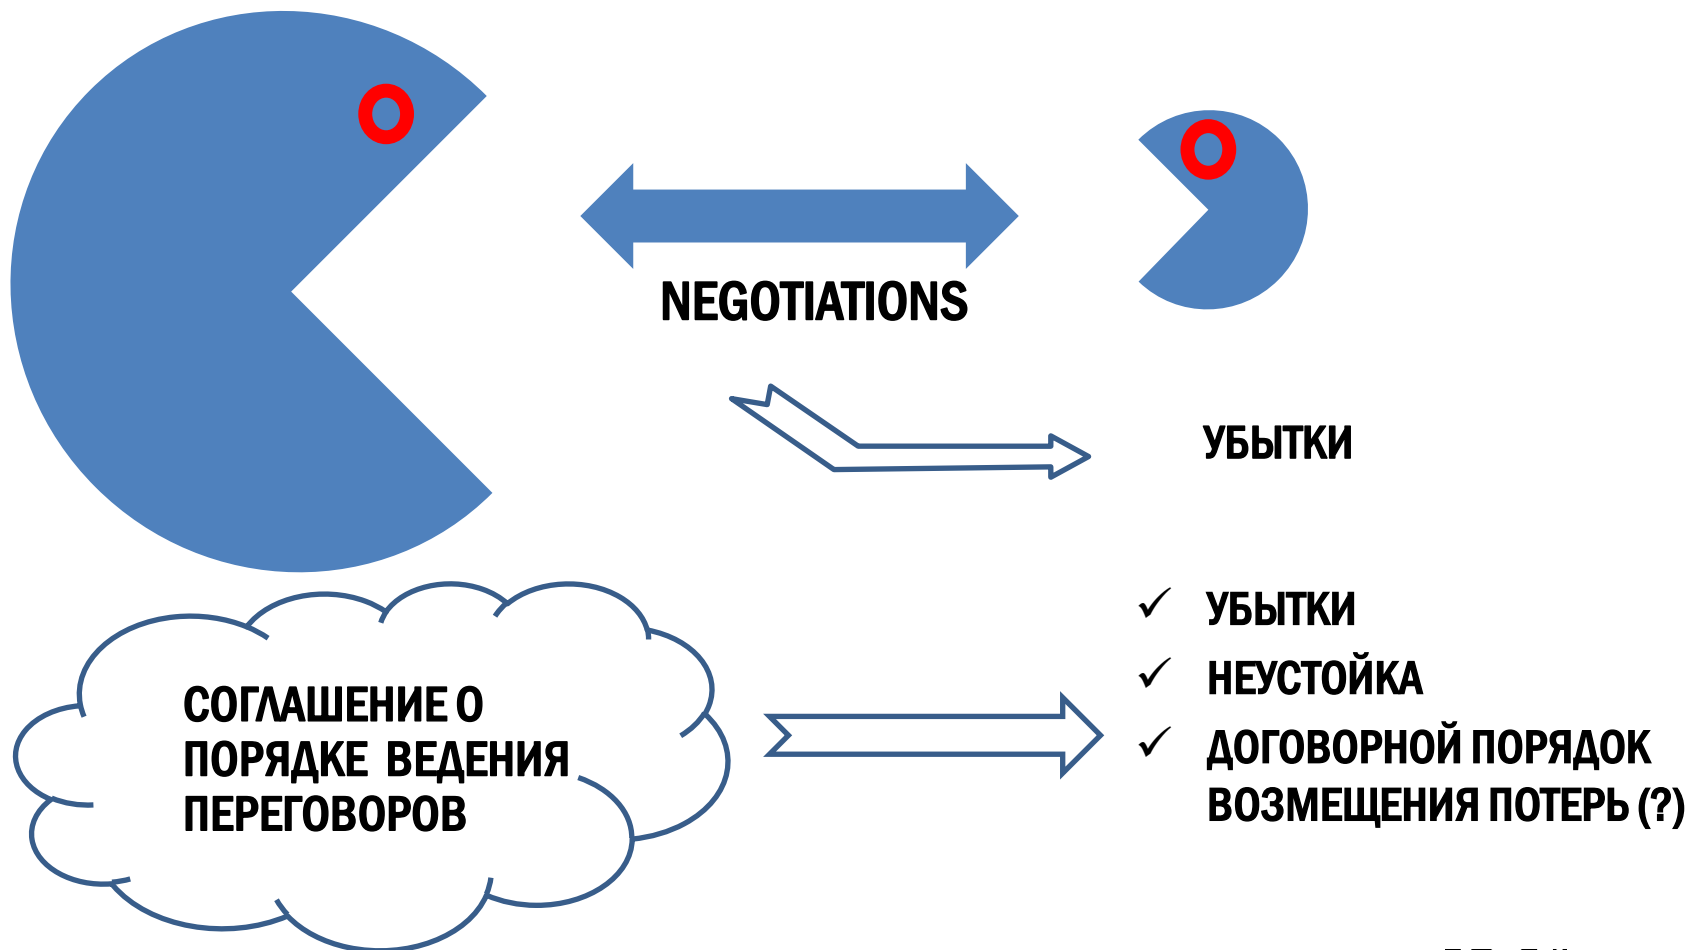 NEGOTIATIONS
УБЫТКИ
СОГЛАШЕНИЕ О
ПОРЯДКЕ ВЕДЕНИЯ
ПЕРЕГОВОРОВ
УБЫТКИ
НЕУСТОЙКА
ДОГОВОРНОЙ ПОРЯДОК
ВОЗМЕЩЕНИЯ ПОТЕРЬ (?)